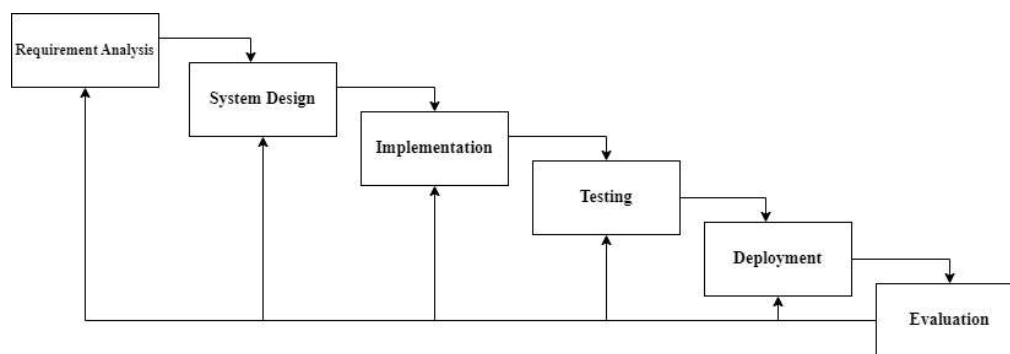 Requirement Analysis
System Design
Implementation
Testing
Deployment
Evaluation